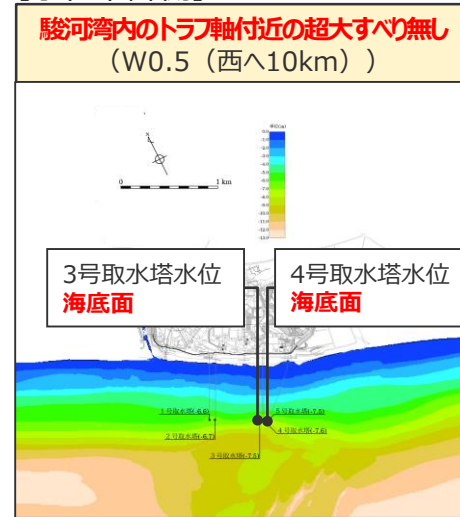 駿河湾内のトラフ軸付近の超大すべり無し
（W0.5（西へ10km））
0
1 km
3号取水塔水位
海底面
4号取水塔水位
海底面
1号取水塔(-6.6)
5号取水塔(-7.8)
2号取水塔(-6.7)
4号取水塔(-7.6)
3号取水塔(-7.5)